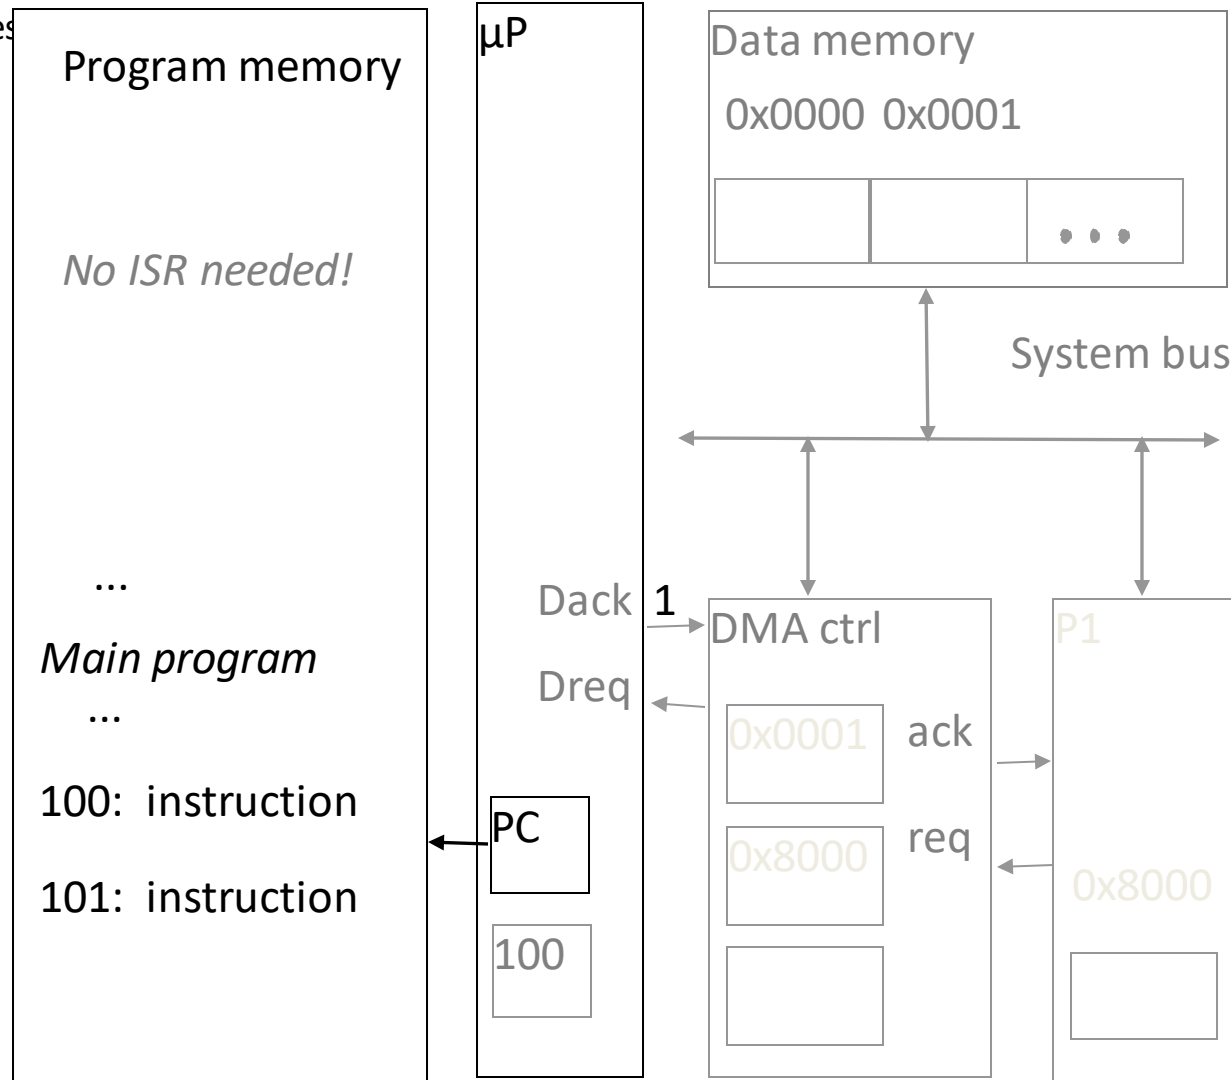 es
Program memory
No ISR needed!
...
Main program
...
100: instruction
101: instruction
µP
Dack 1
Dreq
PC
100
Data memory
0x0000 0x0001
...
System bus
DMA ctrl
0x0001
ack
0x8000
req
P1
0x8000